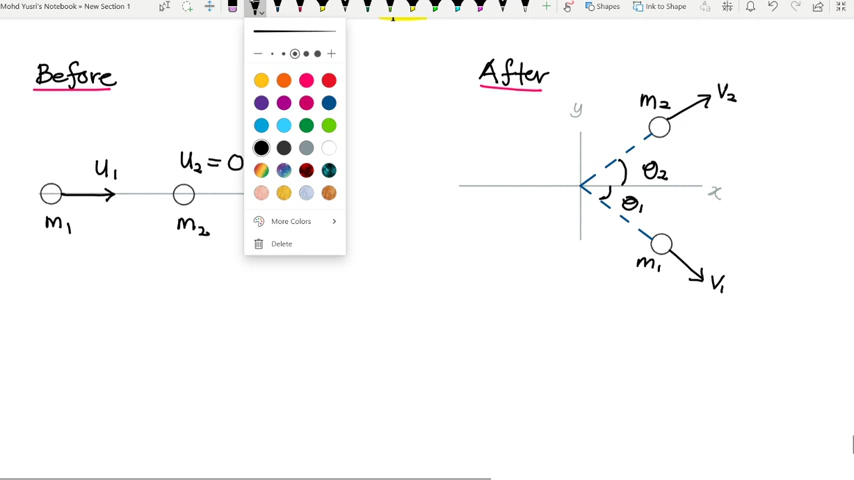 Mohd Yusri's Notebook » New Section 1
Shapes
Ink to Shape
Before
u₁
u₂ = 0
m₁
m₂
More Colors
Delete
After
y
x
m₂
v₂
θ₂
θ₁
m₁
v₁